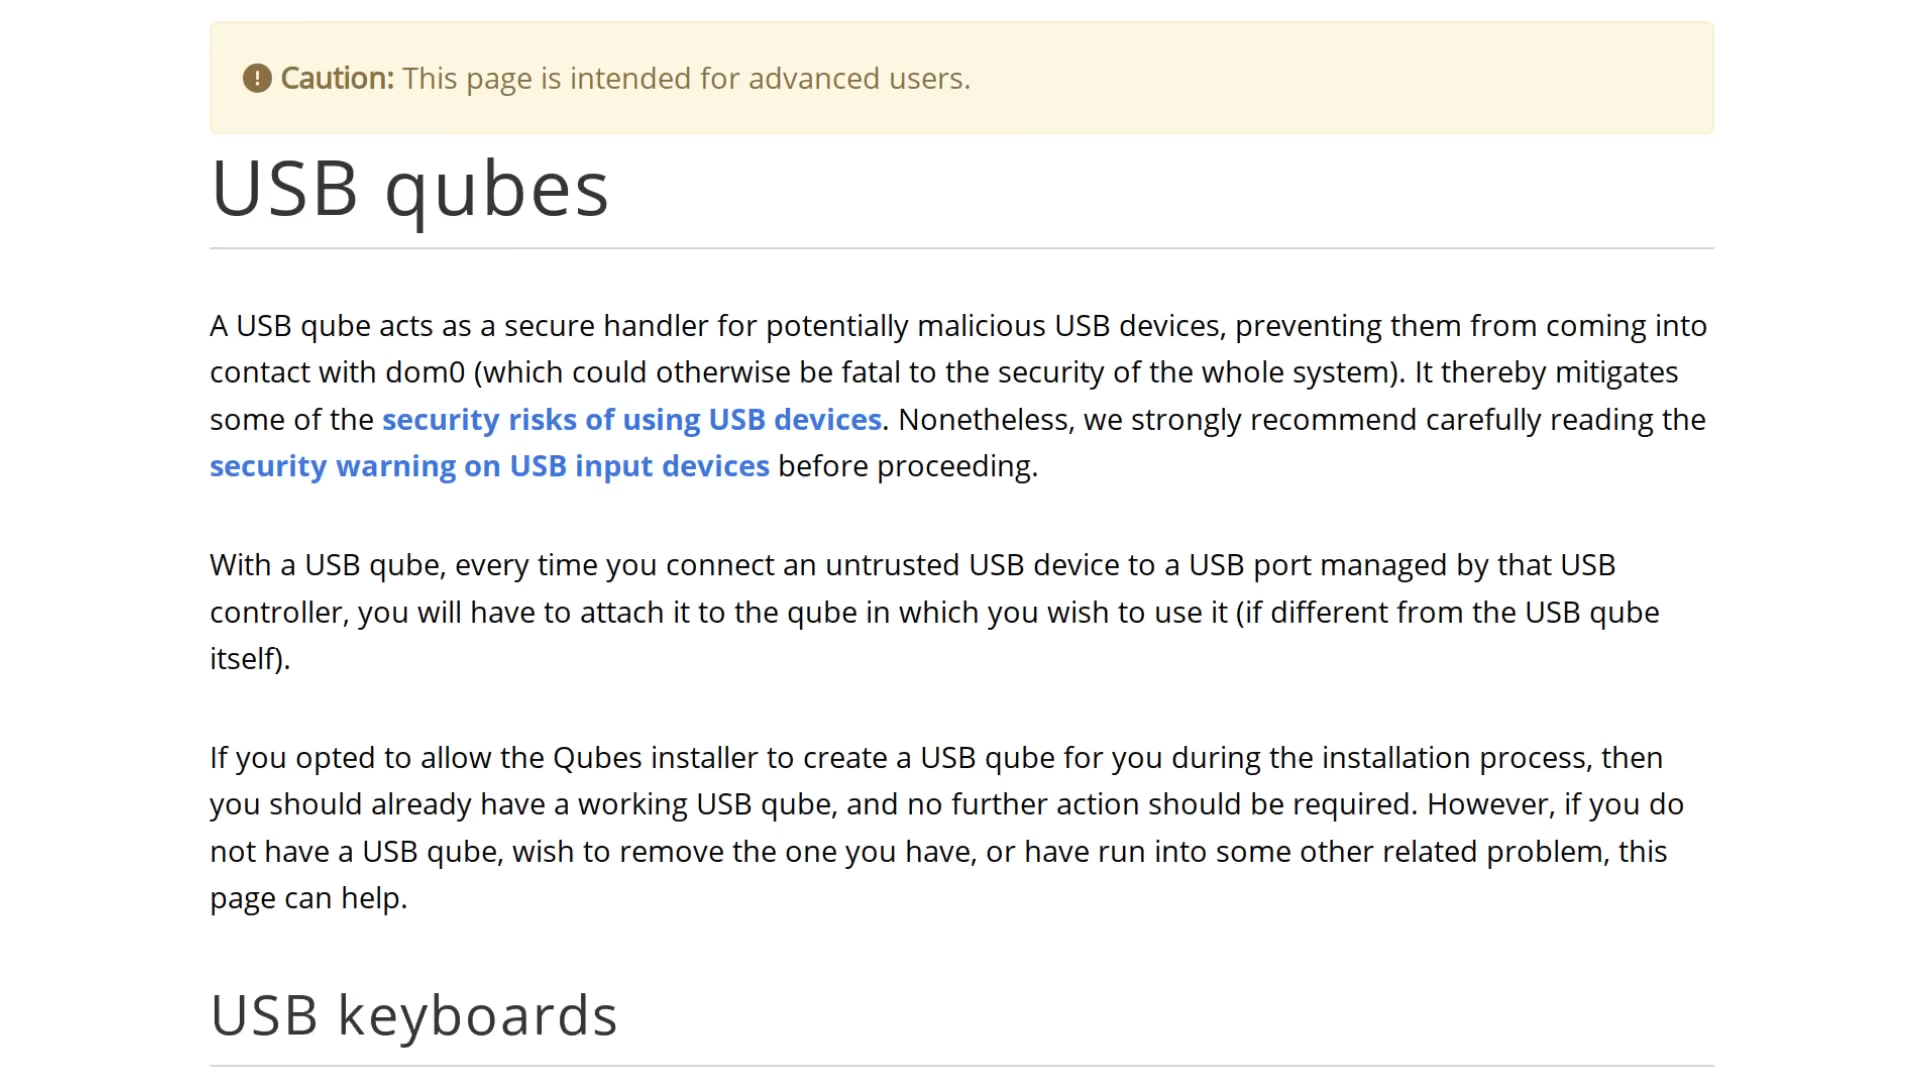 Caution: This page is intended for advanced users.
USB qubes
A USB qube acts as a secure handler for potentially malicious USB devices, preventing them from coming into
contact with dom0 (which could otherwise be fatal to the security of the whole system). It thereby mitigates
some of the security risks of using USB devices. Nonetheless, we strongly recommend carefully reading the
security warning on USB input devices before proceeding.
With a USB qube, every time you connect an untrusted USB device to a USB port managed by that USB
controller, you will have to attach it to the qube in which you wish to use it (if different from the USB qube
itself).
If you opted to allow the Qubes installer to create a USB qube for you during the installation process, then
you should already have a working USB qube, and no further action should be required. However, if you do
not have a USB qube, wish to remove the one you have, or have run into some other related problem, this
page can help.
USB keyboards